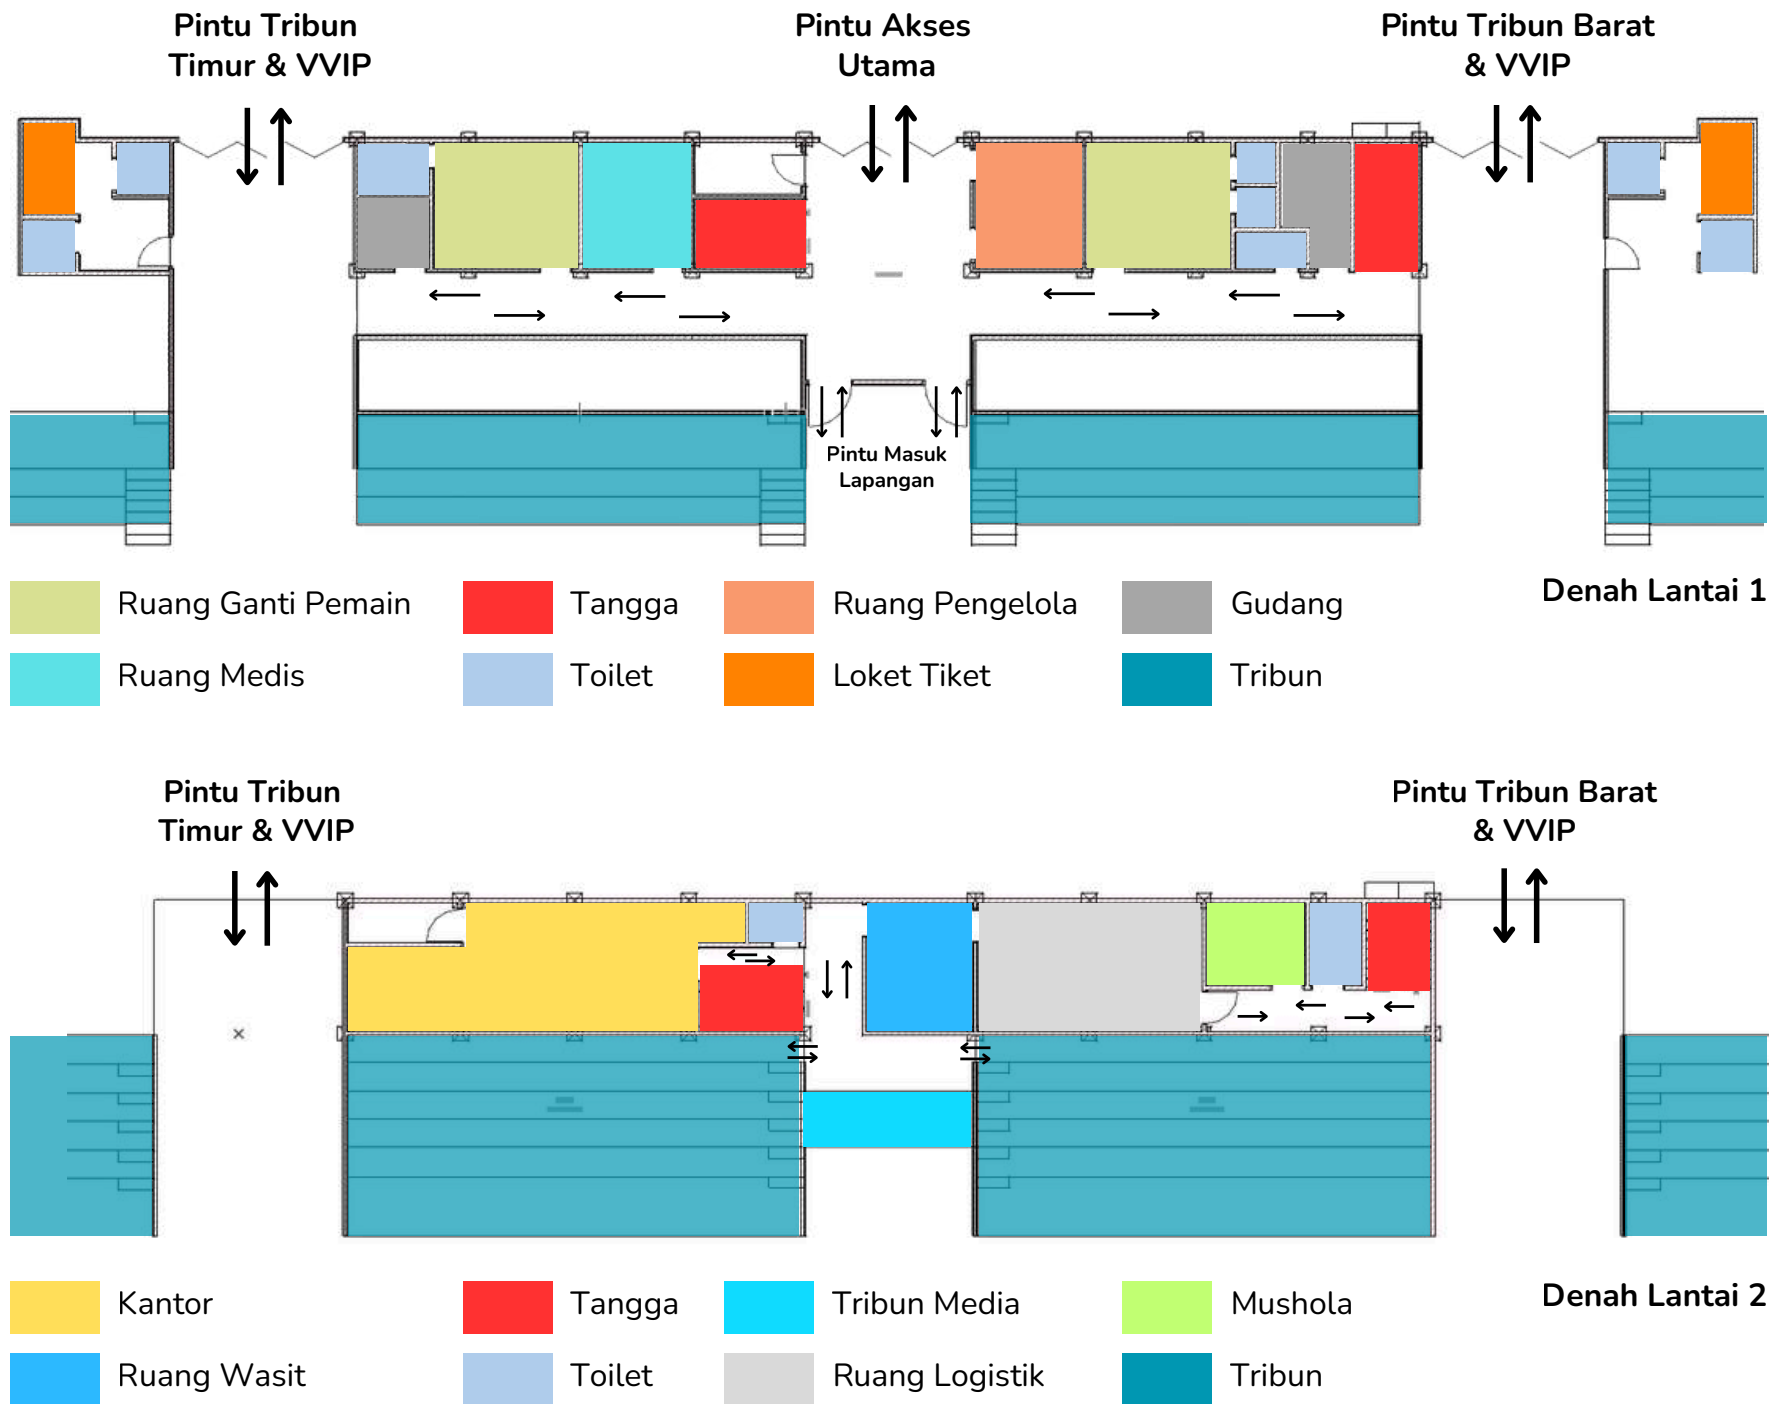 Pintu Tribun
Timur & VVIP
Pintu Akses
Utama
Pintu Tribun Barat
& VVIP
Pintu Masuk
Lapangan
Ruang Ganti Pemain
Tangga
Ruang Pengelola
Gudang
Denah Lantai 1
Ruang Medis
Toilet
Loket Tiket
Tribun
Pintu Tribun
Timur & VVIP
Pintu Tribun Barat
& VVIP
Kantor
Tangga
Tribun Media
Mushola
Denah Lantai 2
Ruang Wasit
Toilet
Ruang Logistik
Tribun